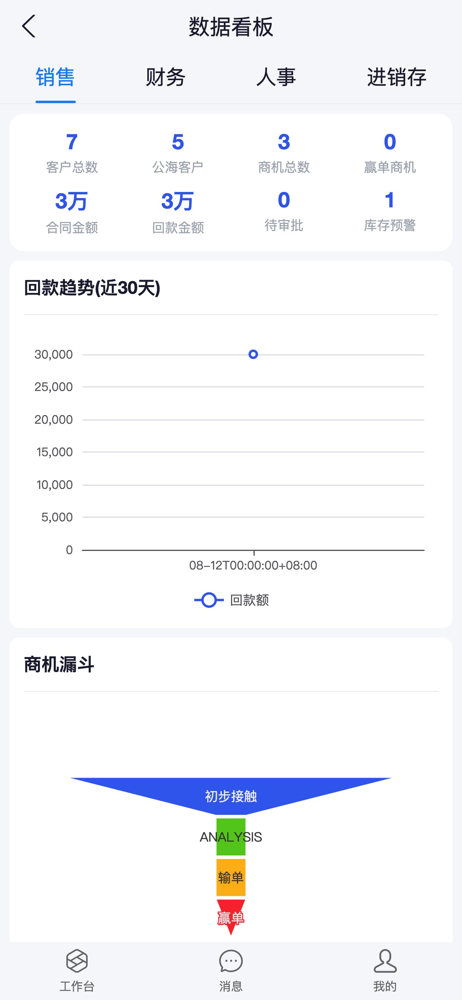 数据看板
销售 财务 人事 进销存
7 5 3 0
客户总数 公海客户 商机总数 赢单商机
3万 3万 0 1
合同金额 回款金额 待审批 库存预警
回款趋势(近30天)
30,000
25,000
20,000
15,000
10,000
5,000
0
08-12T00:00:00+08:00
回款额
商机漏斗
初步接触
ANALYSIS
输单
赢单
工作台 消息 我的